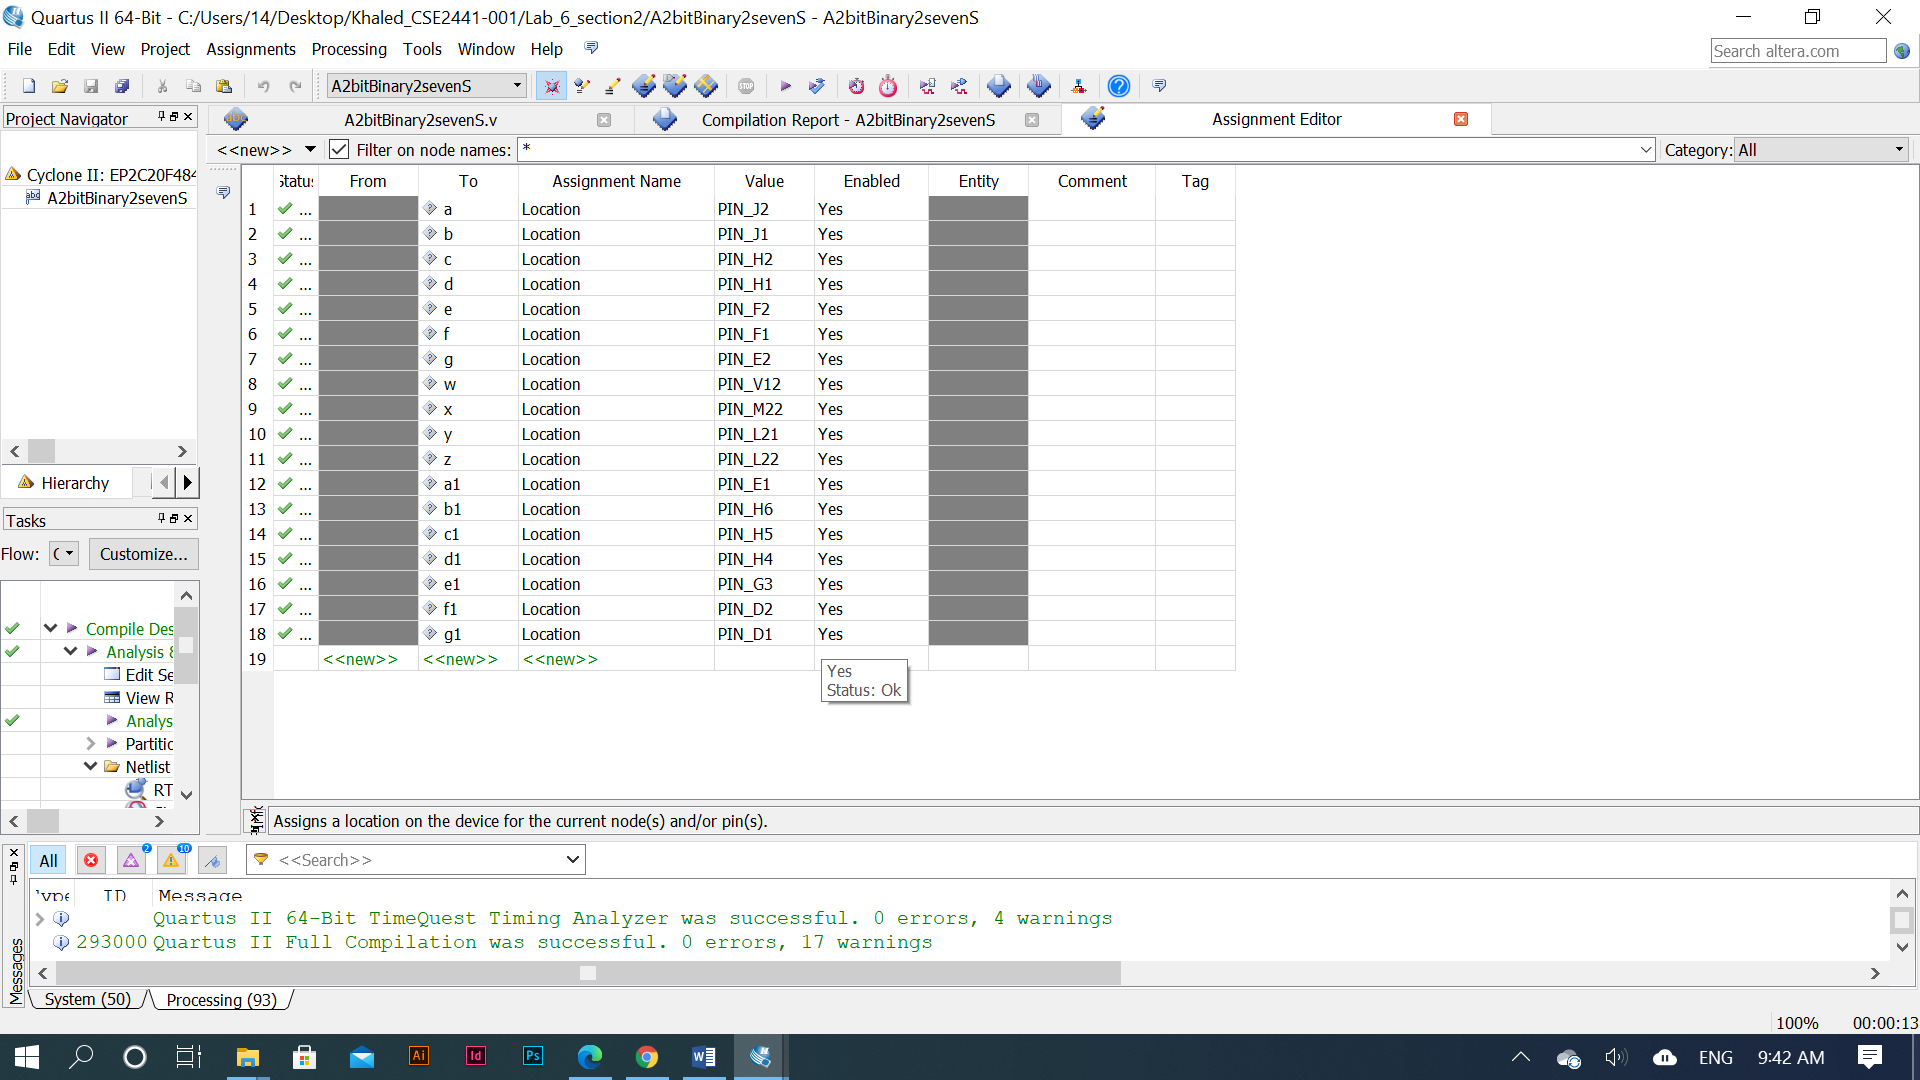 Quartus II 64-Bit - C:/Users/14/Desktop/Khaled_CSE2441-001/Lab_6_section2/A2bitBinary2sevenS - A2bitBinary2sevenS
File Edit View Project Assignments Processing Tools Window Help
Search altera.com
A2bitBinary2sevenS
Project Navigator
Cyclone II: EP2C20F484
A2bitBinary2sevenS
Hierarchy
Tasks
Flow: Customize...
Compile Des
Analysis &
Edit Se
View R
Analys
Partitic
Netlist
RT
A2bitBinary2sevenS.v Compilation Report - A2bitBinary2sevenS Assignment Editor
<<new>> Filter on node names: * Category: All
Status From To Assignment Name Value Enabled Entity Comment Tag
1 ... a Location PIN_J2 Yes
2 ... b Location PIN_J1 Yes
3 ... c Location PIN_H2 Yes
4 ... d Location PIN_H1 Yes
5 ... e Location PIN_F2 Yes
6 ... f Location PIN_F1 Yes
7 ... g Location PIN_E2 Yes
8 ... w Location PIN_V12 Yes
9 ... x Location PIN_M22 Yes
10 ... y Location PIN_L21 Yes
11 ... z Location PIN_L22 Yes
12 ... a1 Location PIN_E1 Yes
13 ... b1 Location PIN_H6 Yes
14 ... c1 Location PIN_H5 Yes
15 ... d1 Location PIN_H4 Yes
16 ... e1 Location PIN_G3 Yes
17 ... f1 Location PIN_D2 Yes
18 ... g1 Location PIN_D1 Yes
19 <<new>> <<new>> <<new>>
Yes
Status: Ok
Assigns a location on the device for the current node(s) and/or pin(s).
All 2 10 <<Search>>
Type ID Message
Quartus II 64-Bit TimeQuest Timing Analyzer was successful. 0 errors, 4 warnings
293000 Quartus II Full Compilation was successful. 0 errors, 17 warnings
Messages
System (50) Processing (93)
100% 00:00:13
Ai Id Ps ENG 9:42 AM